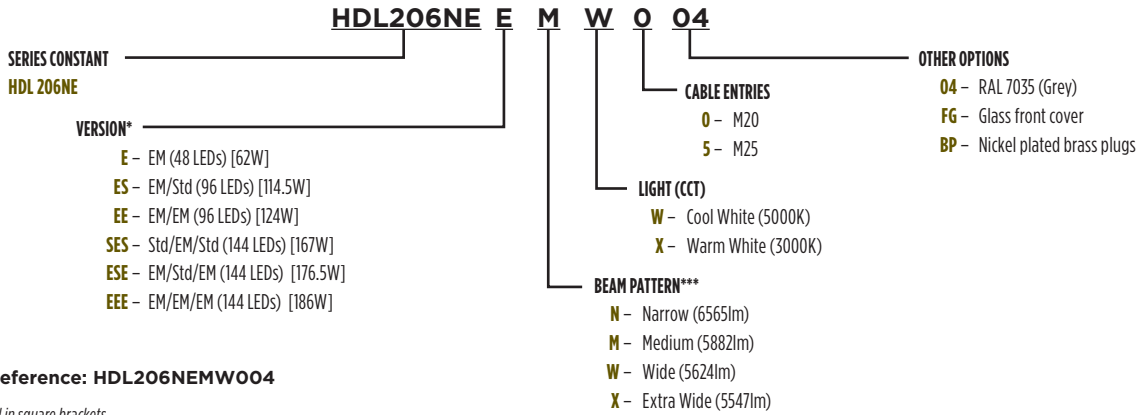 HDL206NE E M W 0 04
SERIES CONSTANT
HDL 206NE
VERSION*
E – EM (48 LEDs) [62W]
ES – EM/Std (96 LEDs) [114.5W]
EE – EM/EM (96 LEDs) [124W]
SES – Std/EM/Std (144 LEDs) [167W]
ESE – EM/Std/EM (144 LEDs) [176.5W]
EEE – EM/EM/EM (144 LEDs) [186W]
OTHER OPTIONS
04 – RAL 7035 (Grey)
FG – Glass front cover
BP – Nickel plated brass plugs
CABLE ENTRIES
0 – M20
5 – M25
LIGHT (CCT)
W – Cool White (5000K)
X – Warm White (3000K)
BEAM PATTERN***
N – Narrow (6565lm)
M – Medium (5882lm)
W – Wide (5624lm)
X – Extra Wide (5547lm)
eference: HDL206NEMW004
in square brackets